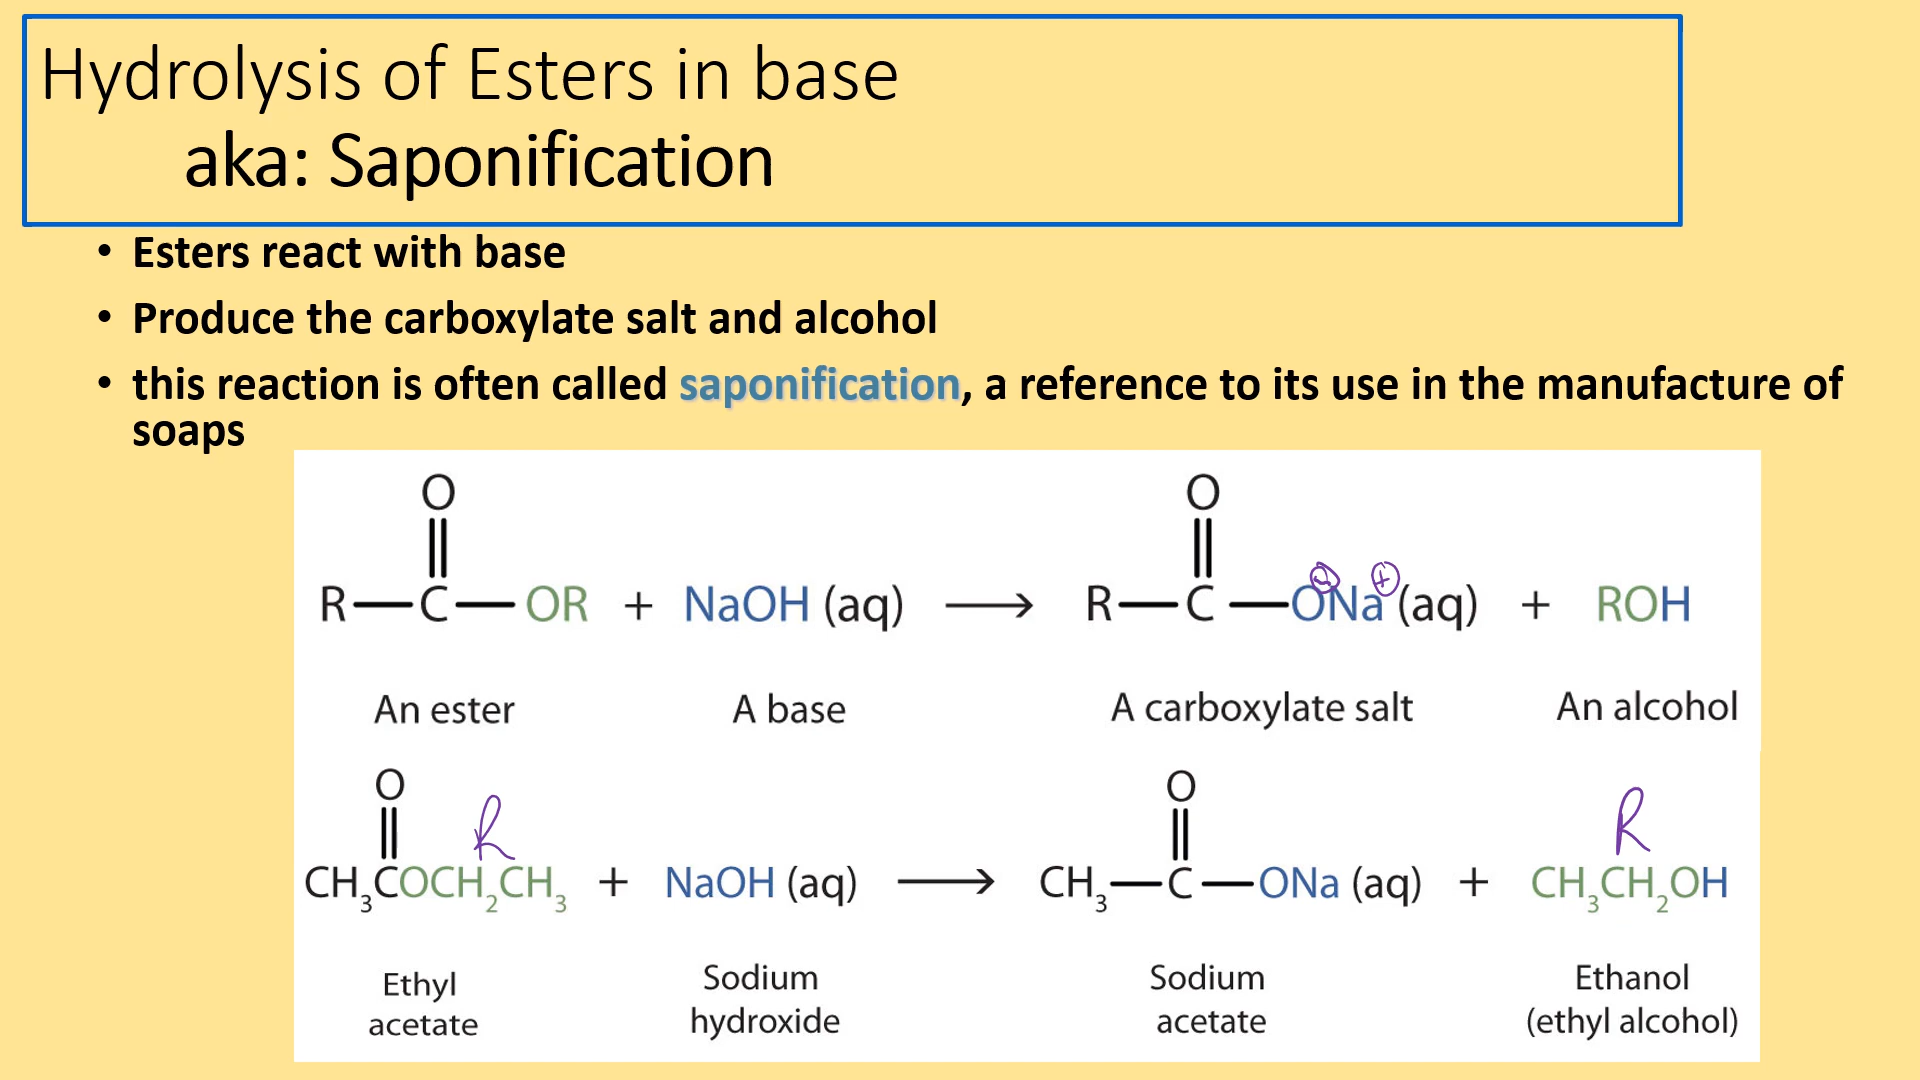 Hydrolysis of Esters in base
aka: Saponification
• Esters react with base
• Produce the carboxylate salt and alcohol
• this reaction is often called saponification, a reference to its use in the manufacture of
soaps
O O
|| ||
R—C—OR + NaOH (aq) ⟶ R—C—O⊖Na⊕ (aq) + ROH
An ester A base A carboxylate salt An alcohol
O R O R
|| ||
CH₃COCH₂CH₃ + NaOH (aq) ⟶ CH₃—C—ONa (aq) + CH₃CH₂OH
Ethyl Sodium Sodium Ethanol
acetate hydroxide acetate (ethyl alcohol)